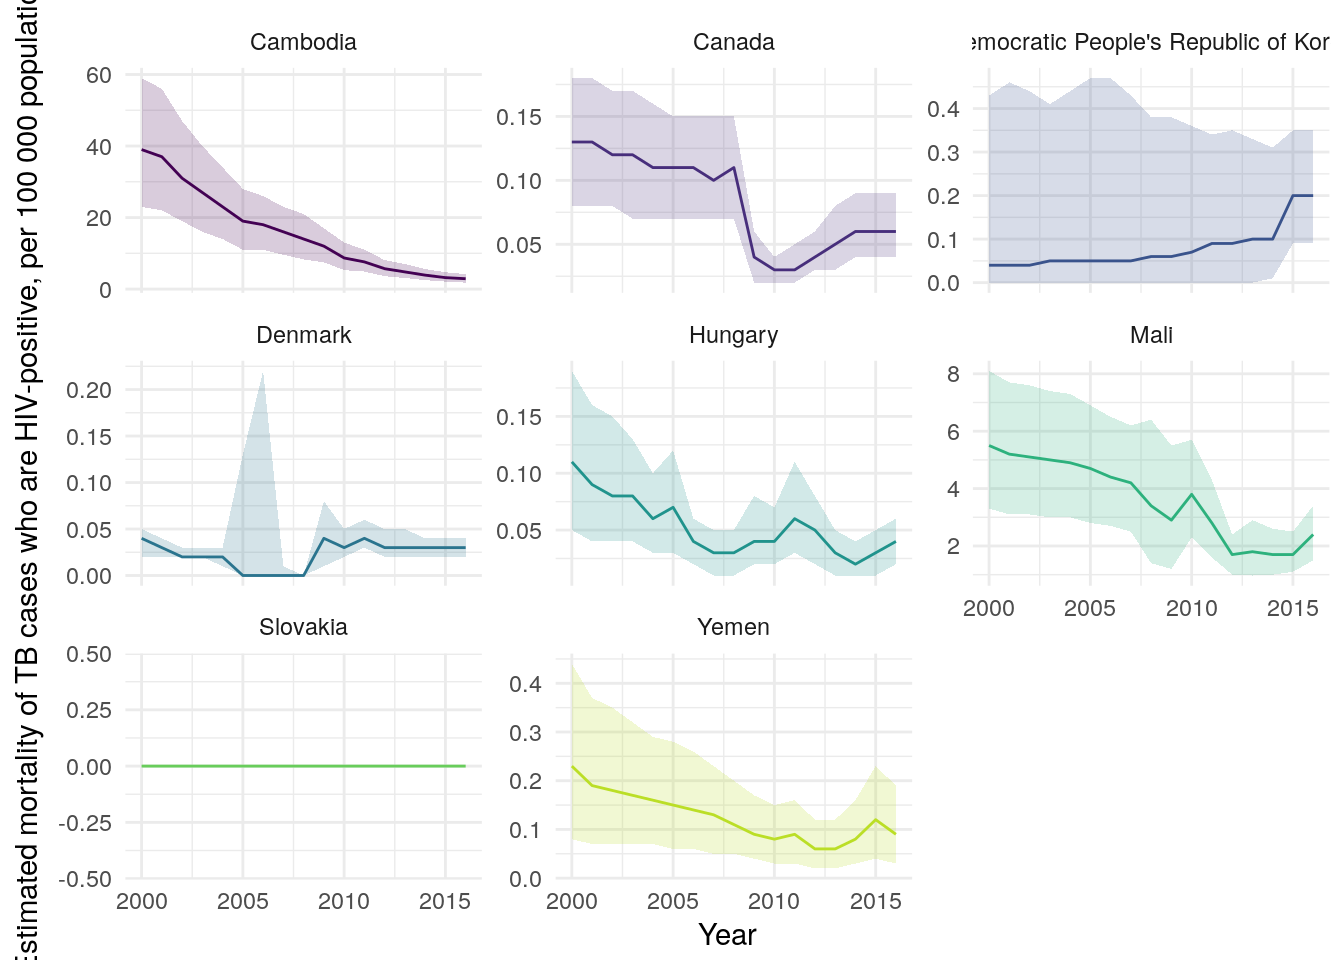 Estimated mortality of TB cases who are HIV-positive, per 100 000 populatio
Cambodia
60
40
20
0
Canada
0.15
0.10
0.05
emocratic People's Republic of Kor
0.4
0.3
0.2
0.1
0.0
Denmark
0.20
0.15
0.10
0.05
0.00
Hungary
0.15
0.10
0.05
Mali
8
6
4
2
2000 2005 2010 2015
Slovakia
0.50
0.25
0.00
-0.25
-0.50
2000 2005 2010 2015
Yemen
0.4
0.3
0.2
0.1
0.0
2000 2005 2010 2015
Year